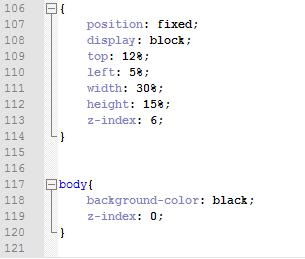 106 {
107 position: fixed;
108 display: block;
109 top: 12%;
110 left: 5%;
111 width: 30%;
112 height: 15%;
113 z-index: 6;
114 }
115
116
117 body{
118 background-color: black;
119 z-index: 0;
120 }
121